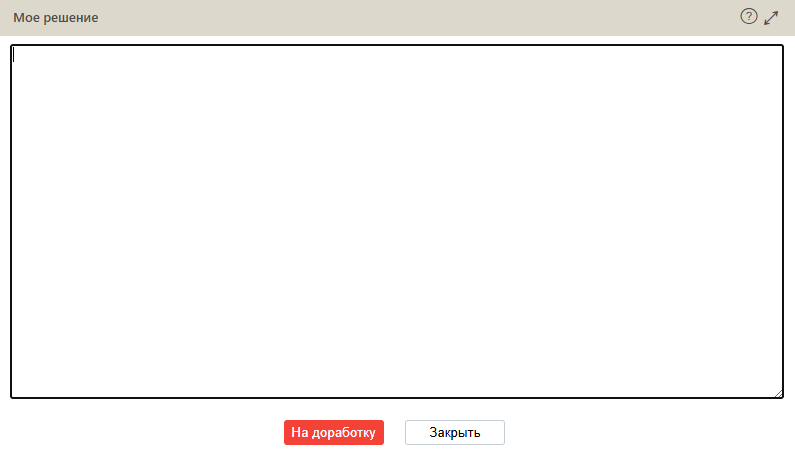 Мое решение
?
На доработку
Закрыть